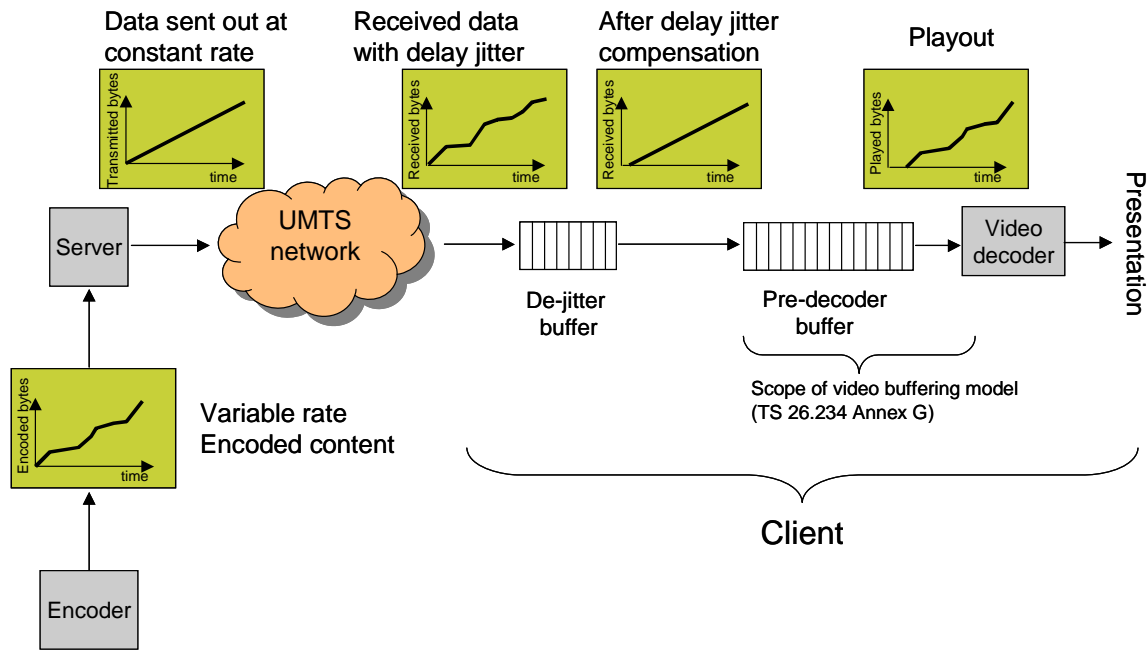 Data sent out at
constant rate
Received data
with delay jitter
After delay jitter
compensation
Playout
Transmitted bytes
time
Received bytes
time
Received bytes
time
Played bytes
time
Server
UMTS
network
De-jitter
buffer
Pre-decoder
buffer
Video
decoder
Presentation
Scope of video buffering model
(TS 26.234 Annex G)
Encoded bytes
time
Variable rate
Encoded content
Client
Encoder